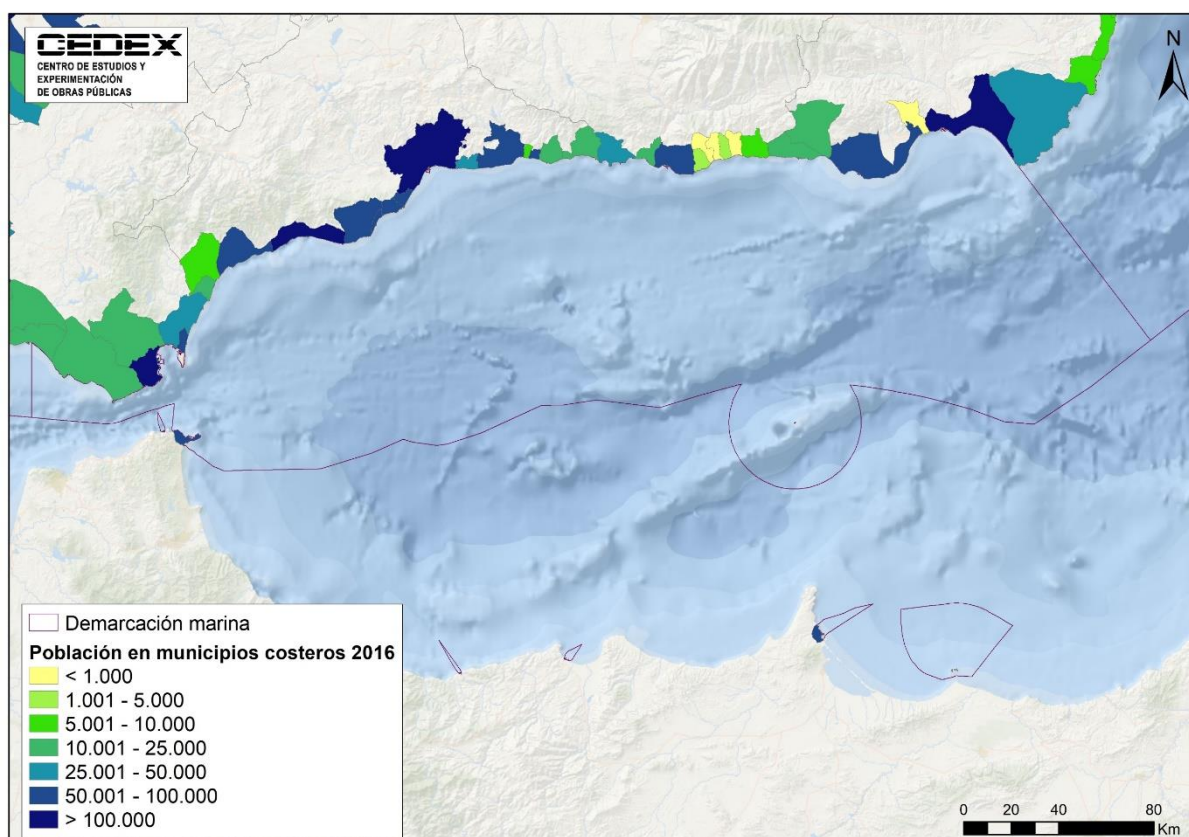 CEDEX
CENTRO DE ESTUDIOS Y
EXPERIMENTACIÓN
DE OBRAS PÚBLICAS
N
Demarcación marina
Población en municipios costeros 2016
< 1.000
1.001 - 5.000
5.001 - 10.000
10.001 - 25.000
25.001 - 50.000
50.001 - 100.000
> 100.000
0 20 40 80
Km